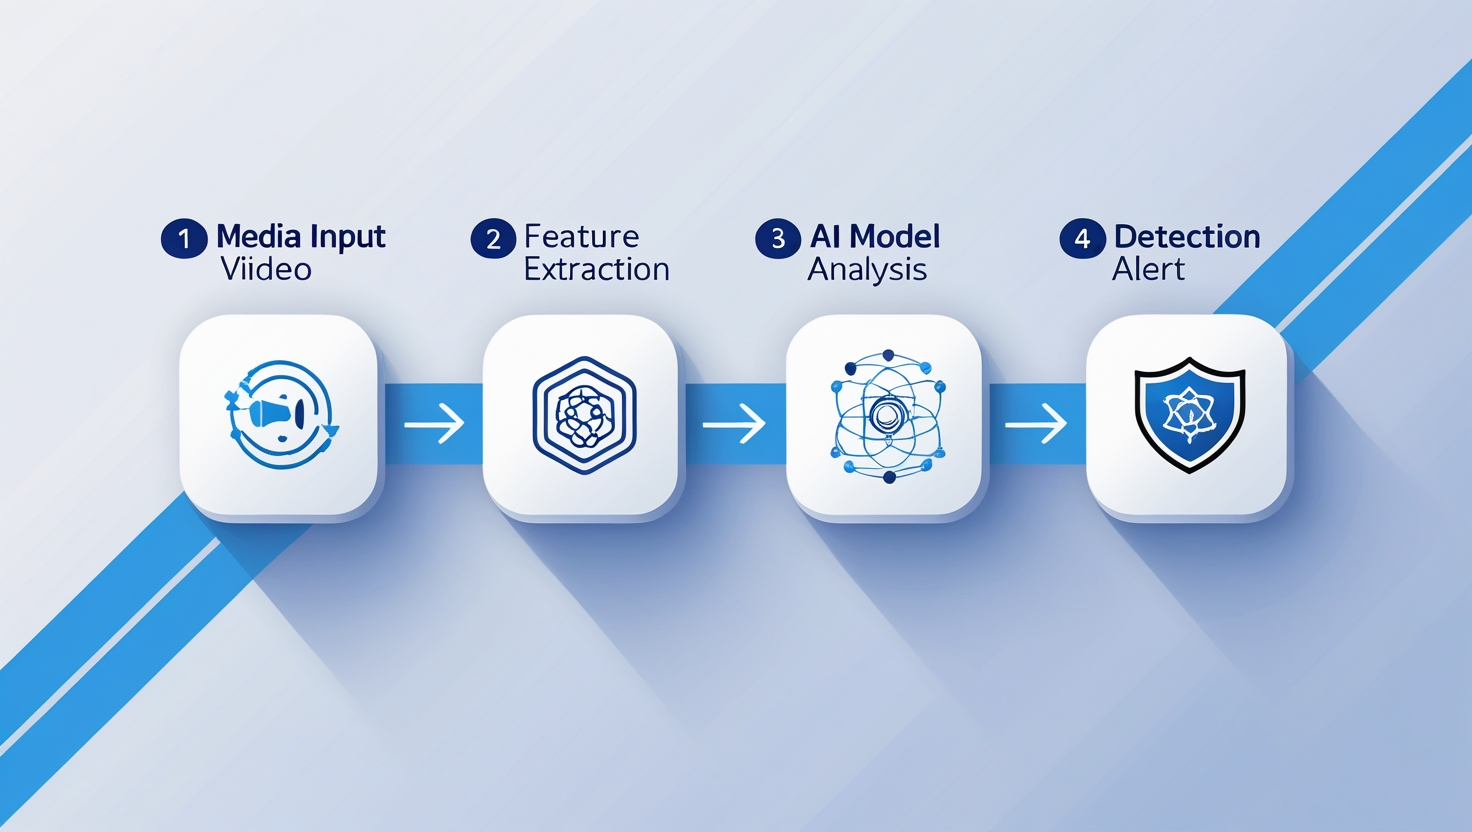 1 Media Input
Viideo
2 Feature
Extraction
3 AI Model
Analysis
4 Detection
Alert